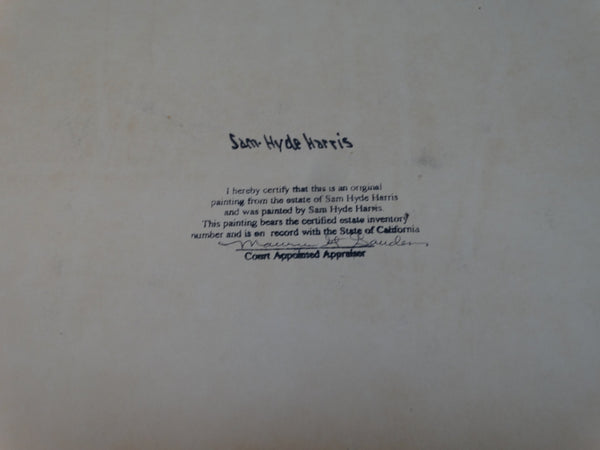 Sam Hyde Harris
I hereby certify that this is an original
painting from the estate of Sam Hyde Harris
and was painted by Sam Hyde Harris.
This painting bears the certified estate inventory
number and is on record with the State of California
Court Appointed Appraiser